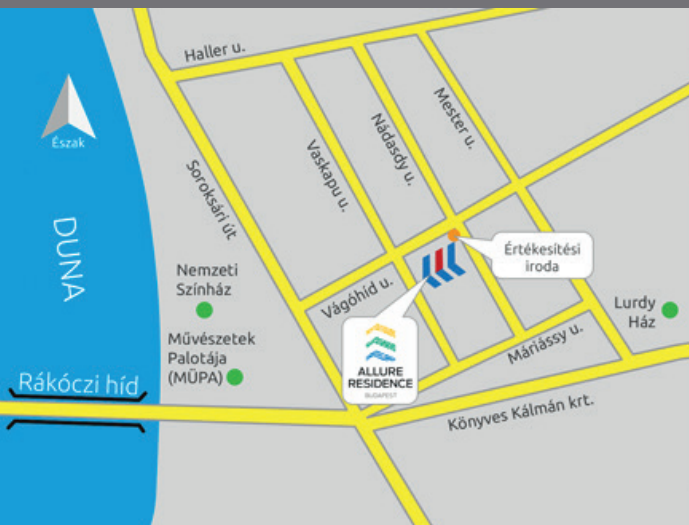 Haller u.
Észak
Mester u.
Nádasdy u.
Vaskapu u.
Soroksári út
DUNA
Értékesítési
iroda
Nemzeti
Színház
Vágóhíd u.
Lurdy
Ház
Művészetek
Palotája
(MŰPA)
Máriássy u.
ALLURE
RESIDENCE
BUDAPEST
Rákóczi híd
Könyves Kálmán krt.